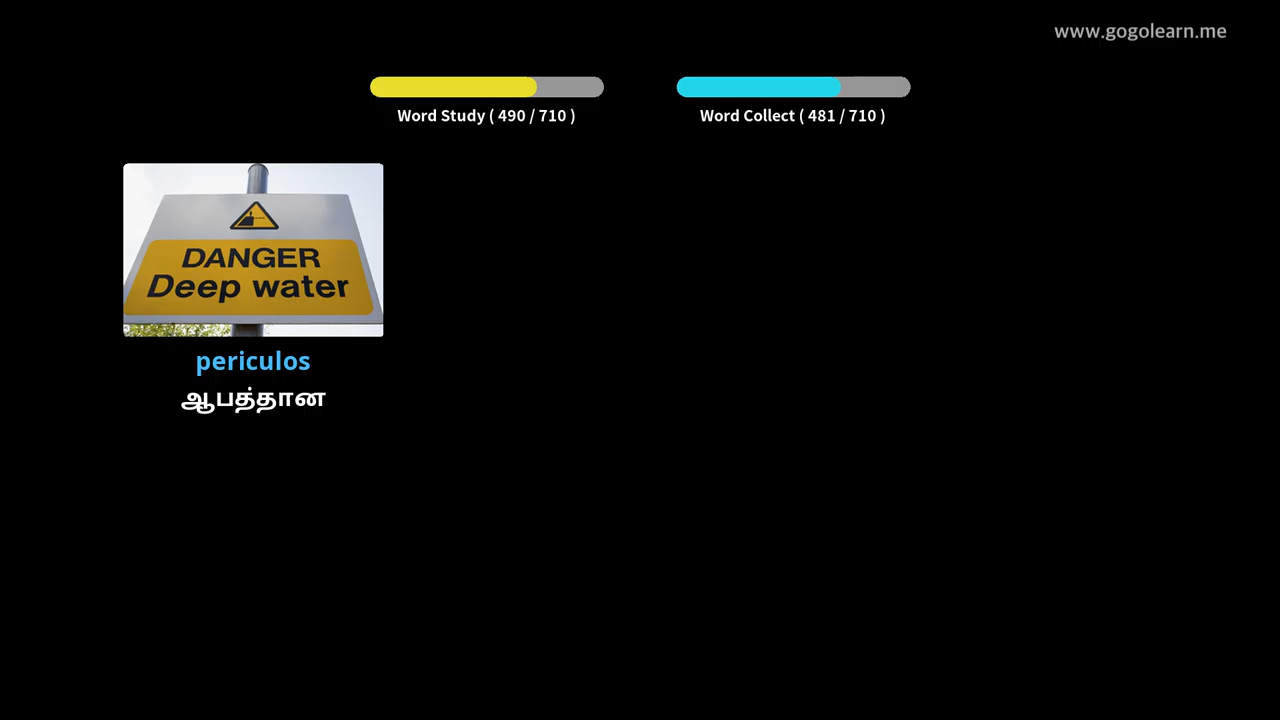 www.gogolearn.me
Word Study ( 490 / 710 )
Word Collect ( 481 / 710 )
DANGER
Deep water
periculos
ஆபத்தான